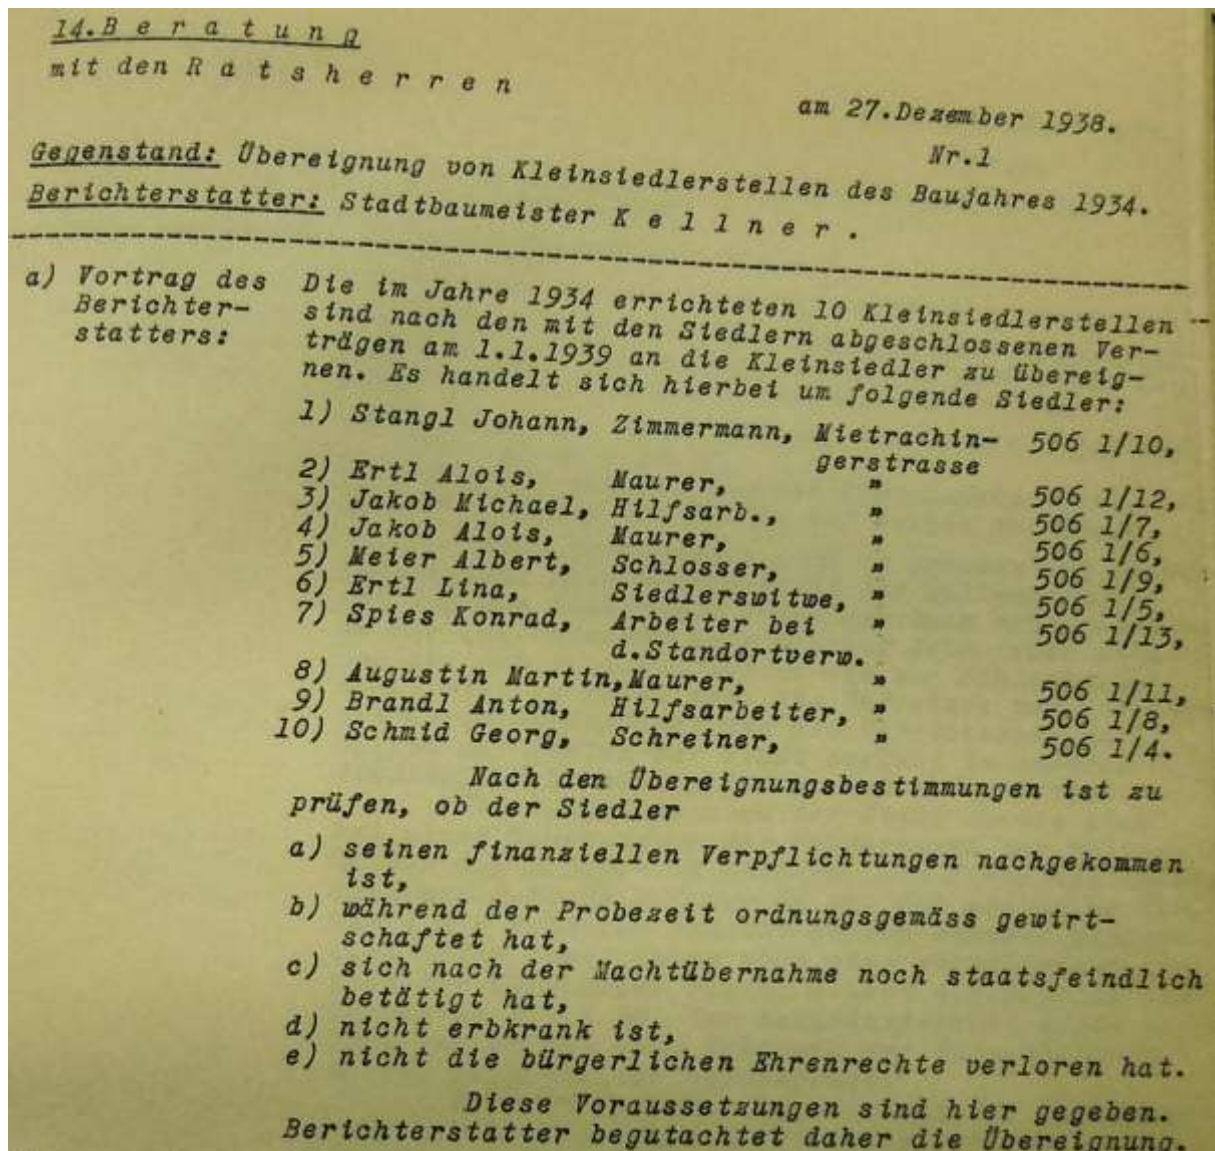 14.B e r a t u n g
mit den R a t s h e r r e n
am 27.Dezember 1938.
Nr.1
Gegenstand: Übereignung von Kleinsiedlerstellen des Baujahres 1934.
Berichterstatter: Stadtbaumeister K e l l n e r .
a) Vortrag des Berichter- statters:
Die im Jahre 1934 errichteten 10 Kleinsiedlerstellen --
sind nach den mit den Siedlern abgeschlossenen Ver-
trägen am 1.1.1939 an die Kleinsiedler zu übereig-
nen. Es handelt sich hierbei um folgende Siedler:
1) Stangl Johann, Zimmermann, Mietrachin- 506 1/10,
gerstrasse
2) Ertl Alois, Maurer, " 506 1/12,
3) Jakob Michael, Hilfsarb., " 506 1/7,
4) Jakob Alois, Maurer, " 506 1/6,
5) Meier Albert, Schlosser, " 506 1/9,
6) Ertl Lina, Siedlerswitwe, " 506 1/5,
7) Spies Konrad, Arbeiter bei " 506 1/13,
d.Standortverw.
8) Augustin Martin,Maurer, " 506 1/11,
9) Brandl Anton, Hilfsarbeiter, " 506 1/8,
10) Schmid Georg, Schreiner, " 506 1/4.
Nach den Übereignungsbestimmungen ist zu
prüfen, ob der Siedler
a) seinen finanziellen Verpflichtungen nachgekommen
ist,
b) während der Probezeit ordnungsgemäss gewirt-
schaftet hat,
c) sich nach der Machtübernahme noch staatsfeindlich
betätigt hat,
d) nicht erbkrank ist,
e) nicht die bürgerlichen Ehrenrechte verloren hat.
Diese Voraussetzungen sind hier gegeben.
Berichterstatter begutachtet daher die Übereignung.